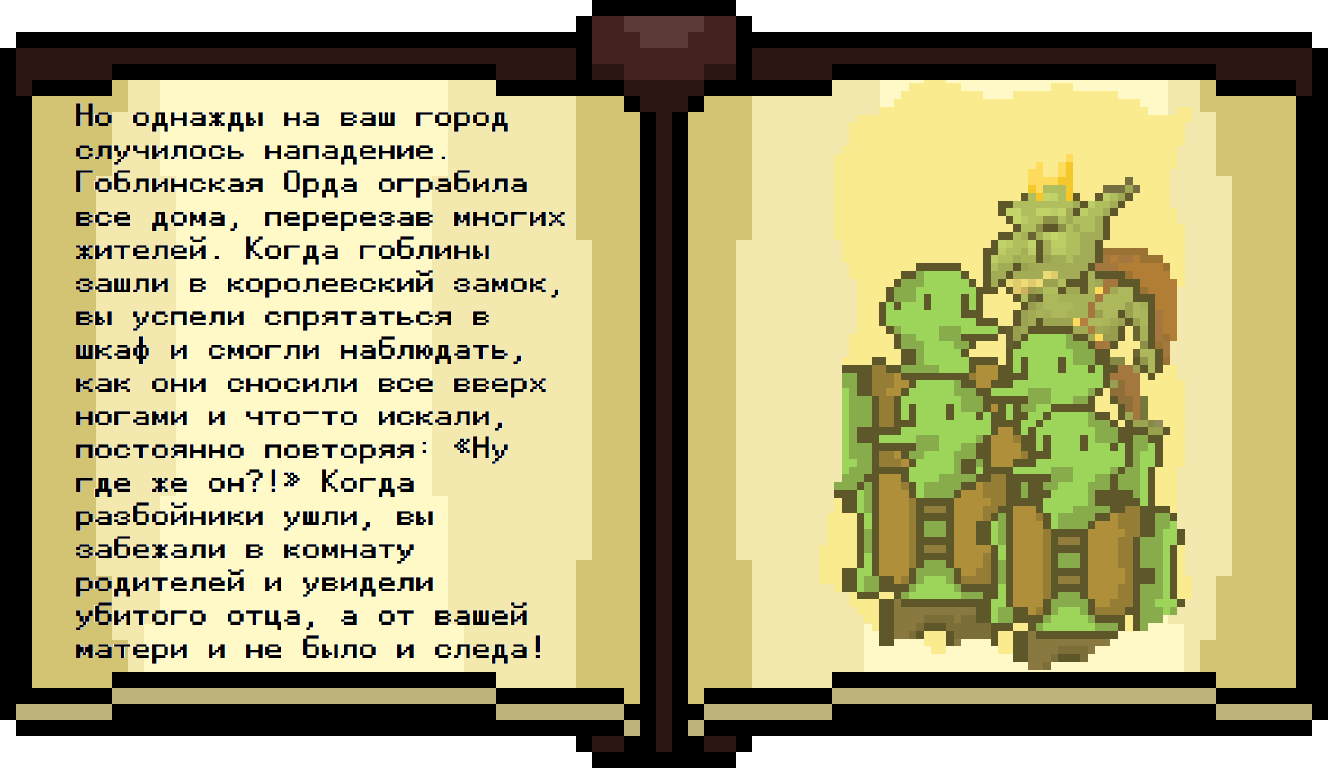 Но однажды на ваш город
случилось нападение.
Гоблинская Орда ограбила
все дома, перерезав многих
жителей. Когда гоблины
зашли в королевский замок,
вы успели спрятаться в
шкаф и смогли наблюдать,
как они сносили все вверх
ногами и что-то искали,
постоянно повторяя: «Ну
где же он?!» Когда
разбойники ушли, вы
забежали в комнату
родителей и увидели
убитого отца, а от вашей
матери и не было и следа!